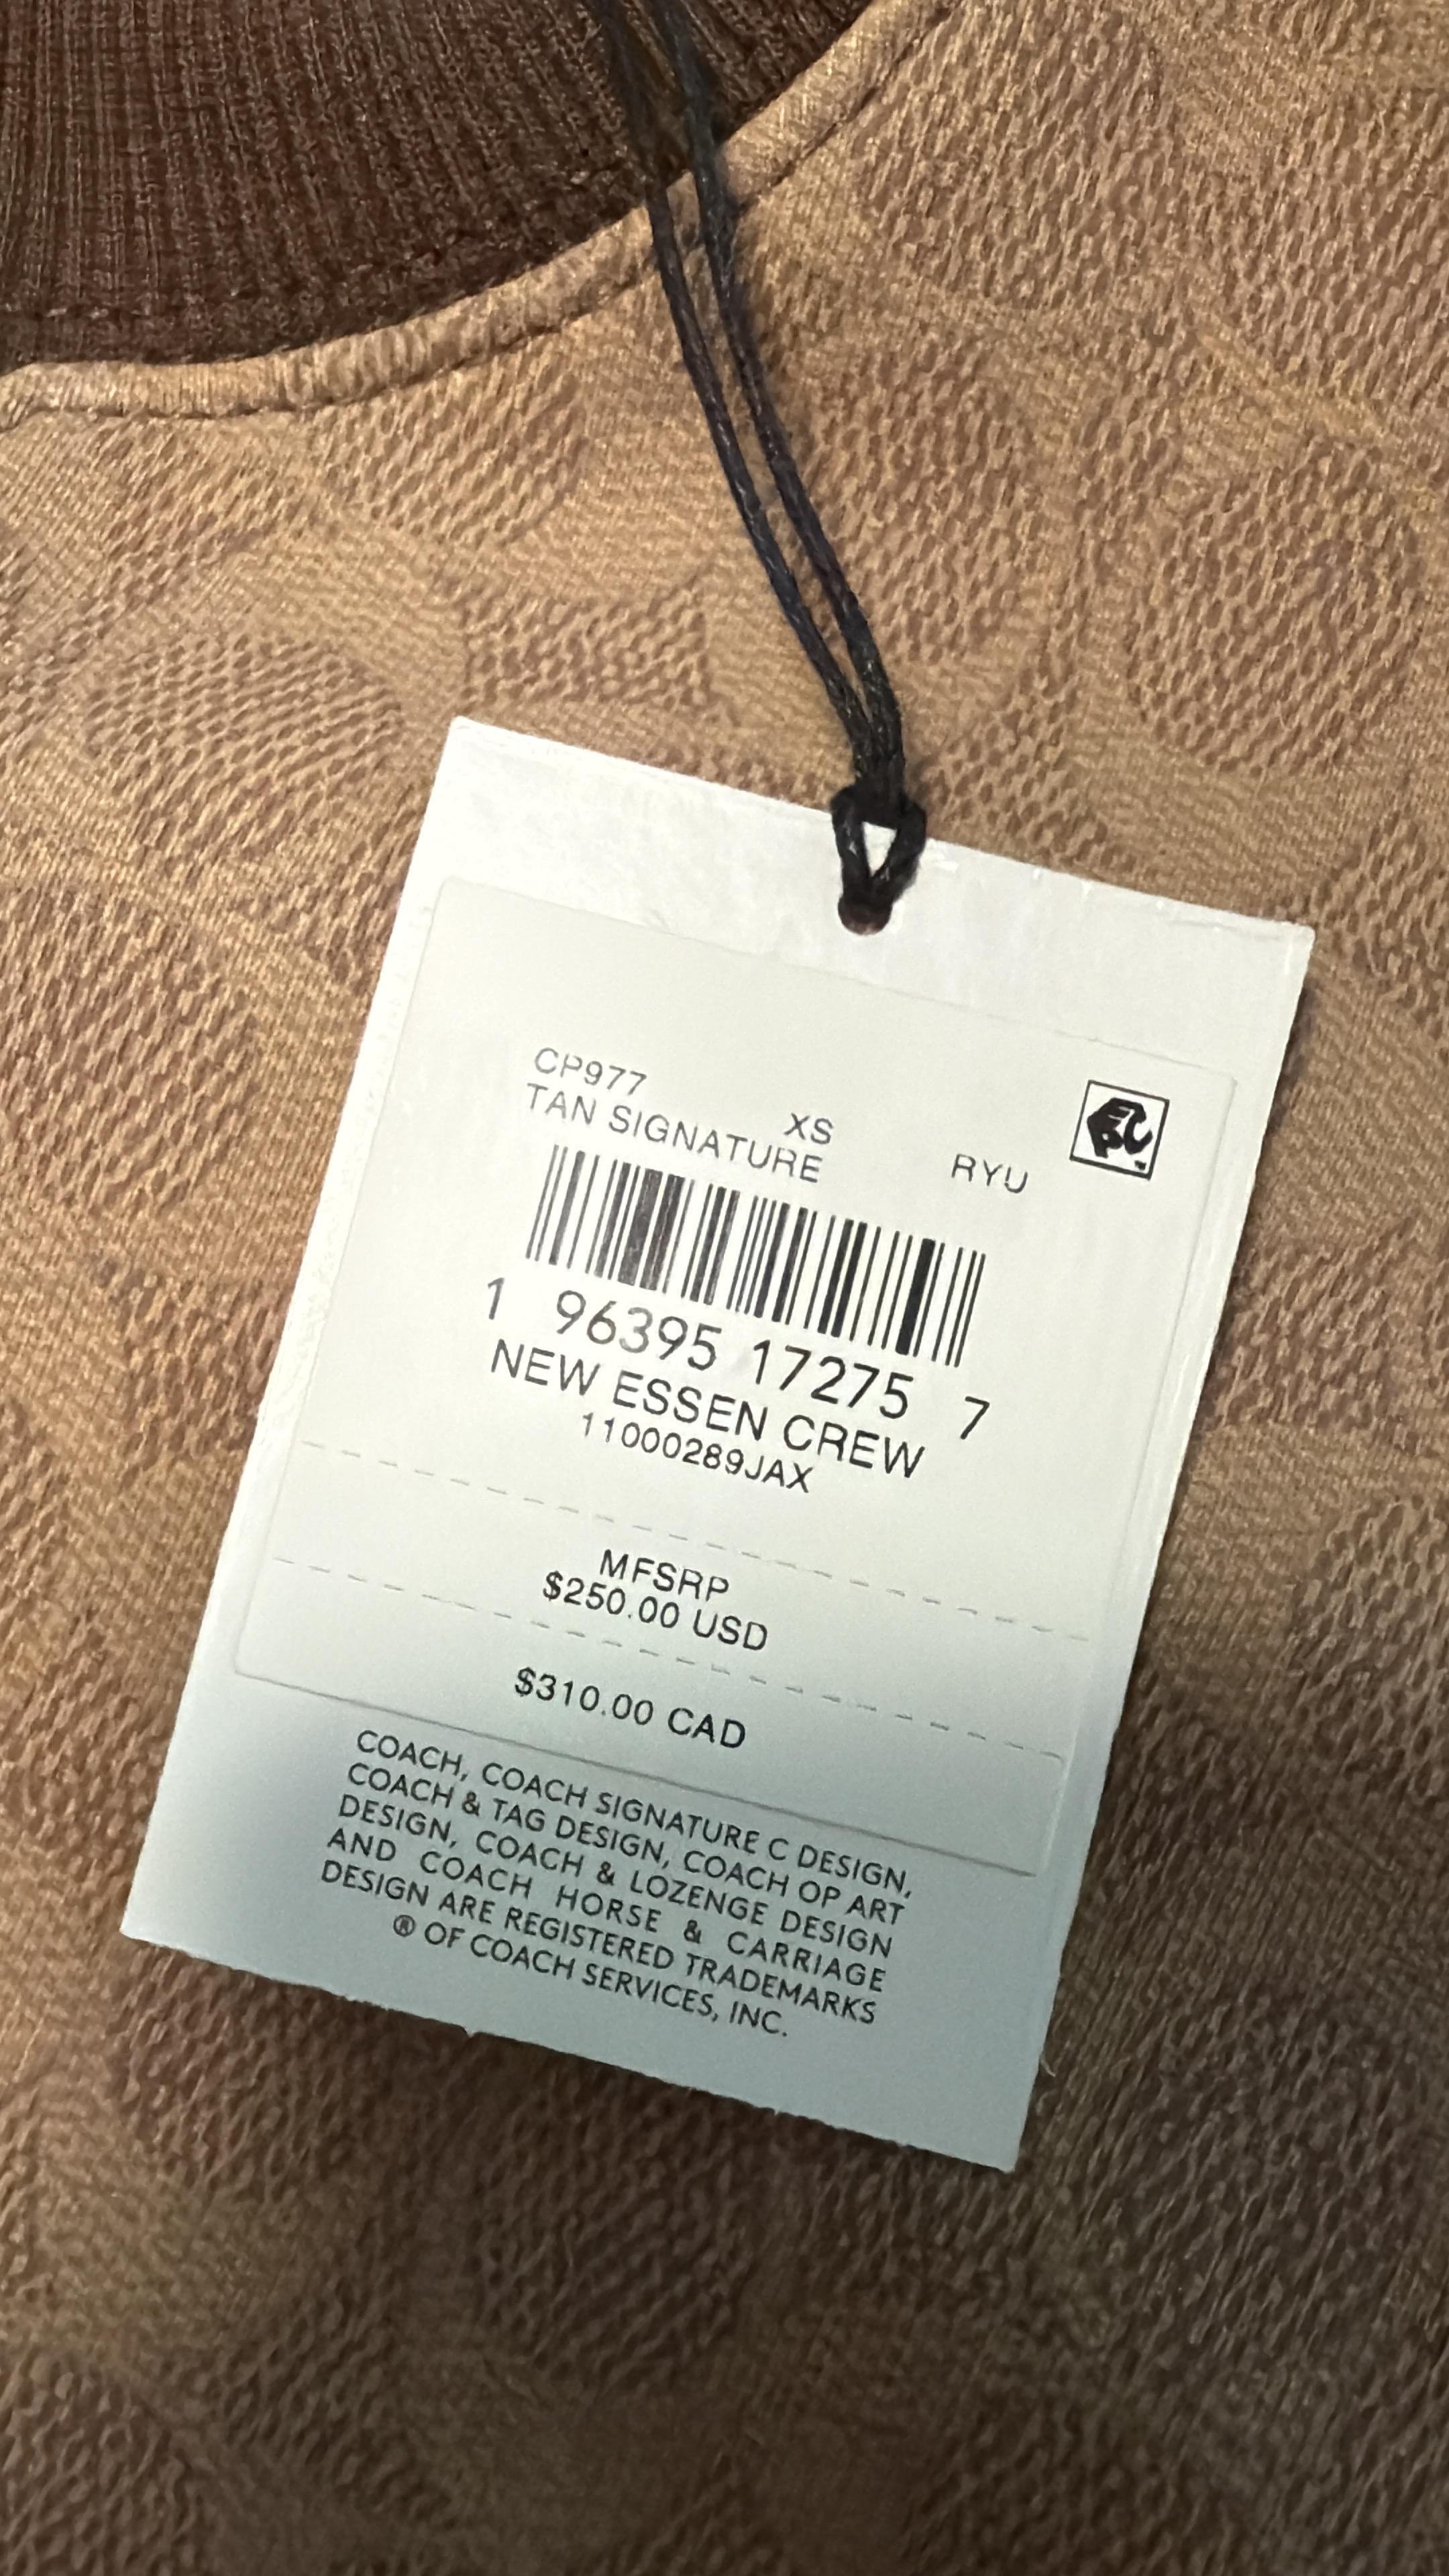 CP977
XS
TAN SIGNATURE
RYU
1 96395 17275 7
NEW ESSEN CREW
11000289JAX
MFSRP
$250.00 USD
$310.00 CAD
COACH, COACH SIGNATURE C DESIGN,
COACH & TAG DESIGN, COACH OP ART
DESIGN, COACH & LOZENGE DESIGN
AND COACH HORSE & CARRIAGE
DESIGN ARE REGISTERED TRADEMARKS
® OF COACH SERVICES, INC.